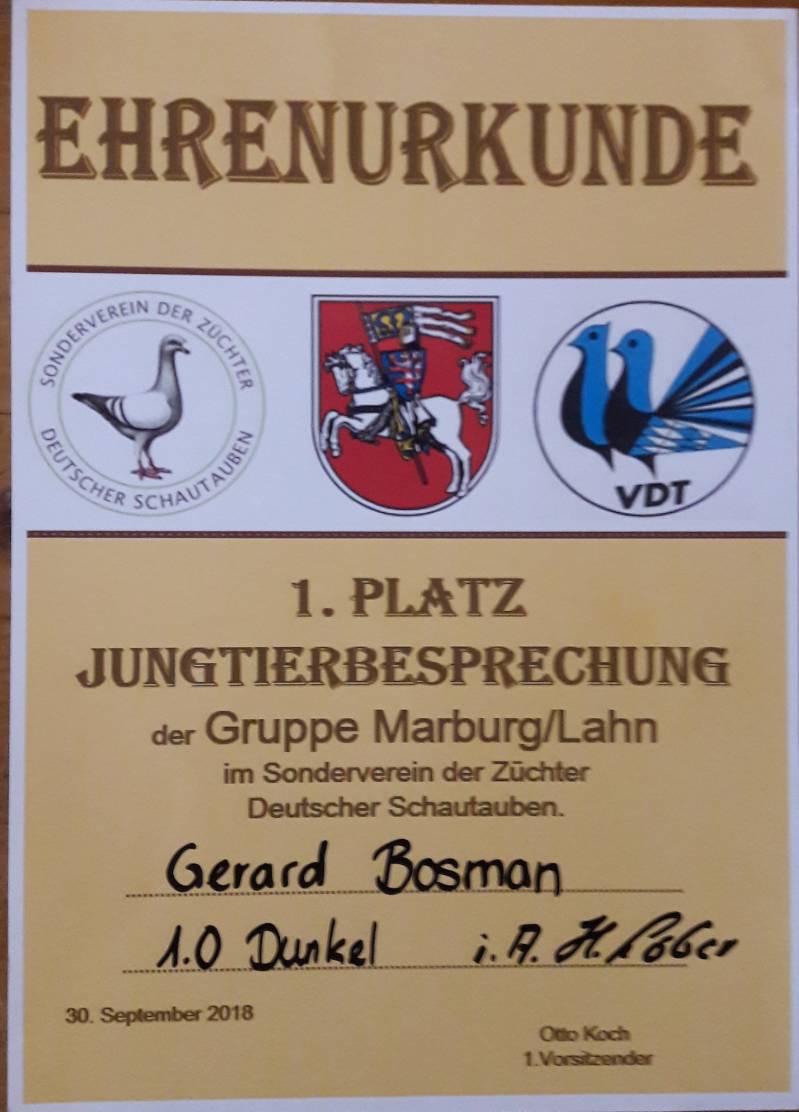 EHRENURKUNDE
SONDERVEREIN DER ZÜCHTER
DEUTSCHER SCHAUTAUBEN
VDT
1. PLATZ
JUNGTIERBESPRECHUNG
der Gruppe Marburg/Lahn
im Sonderverein der Züchter
Deutscher Schautauben.
Gerard Bosman
1.0 Dunkel i. A. H.
30. September 2018
Otto Koch
1.Vorsitzender